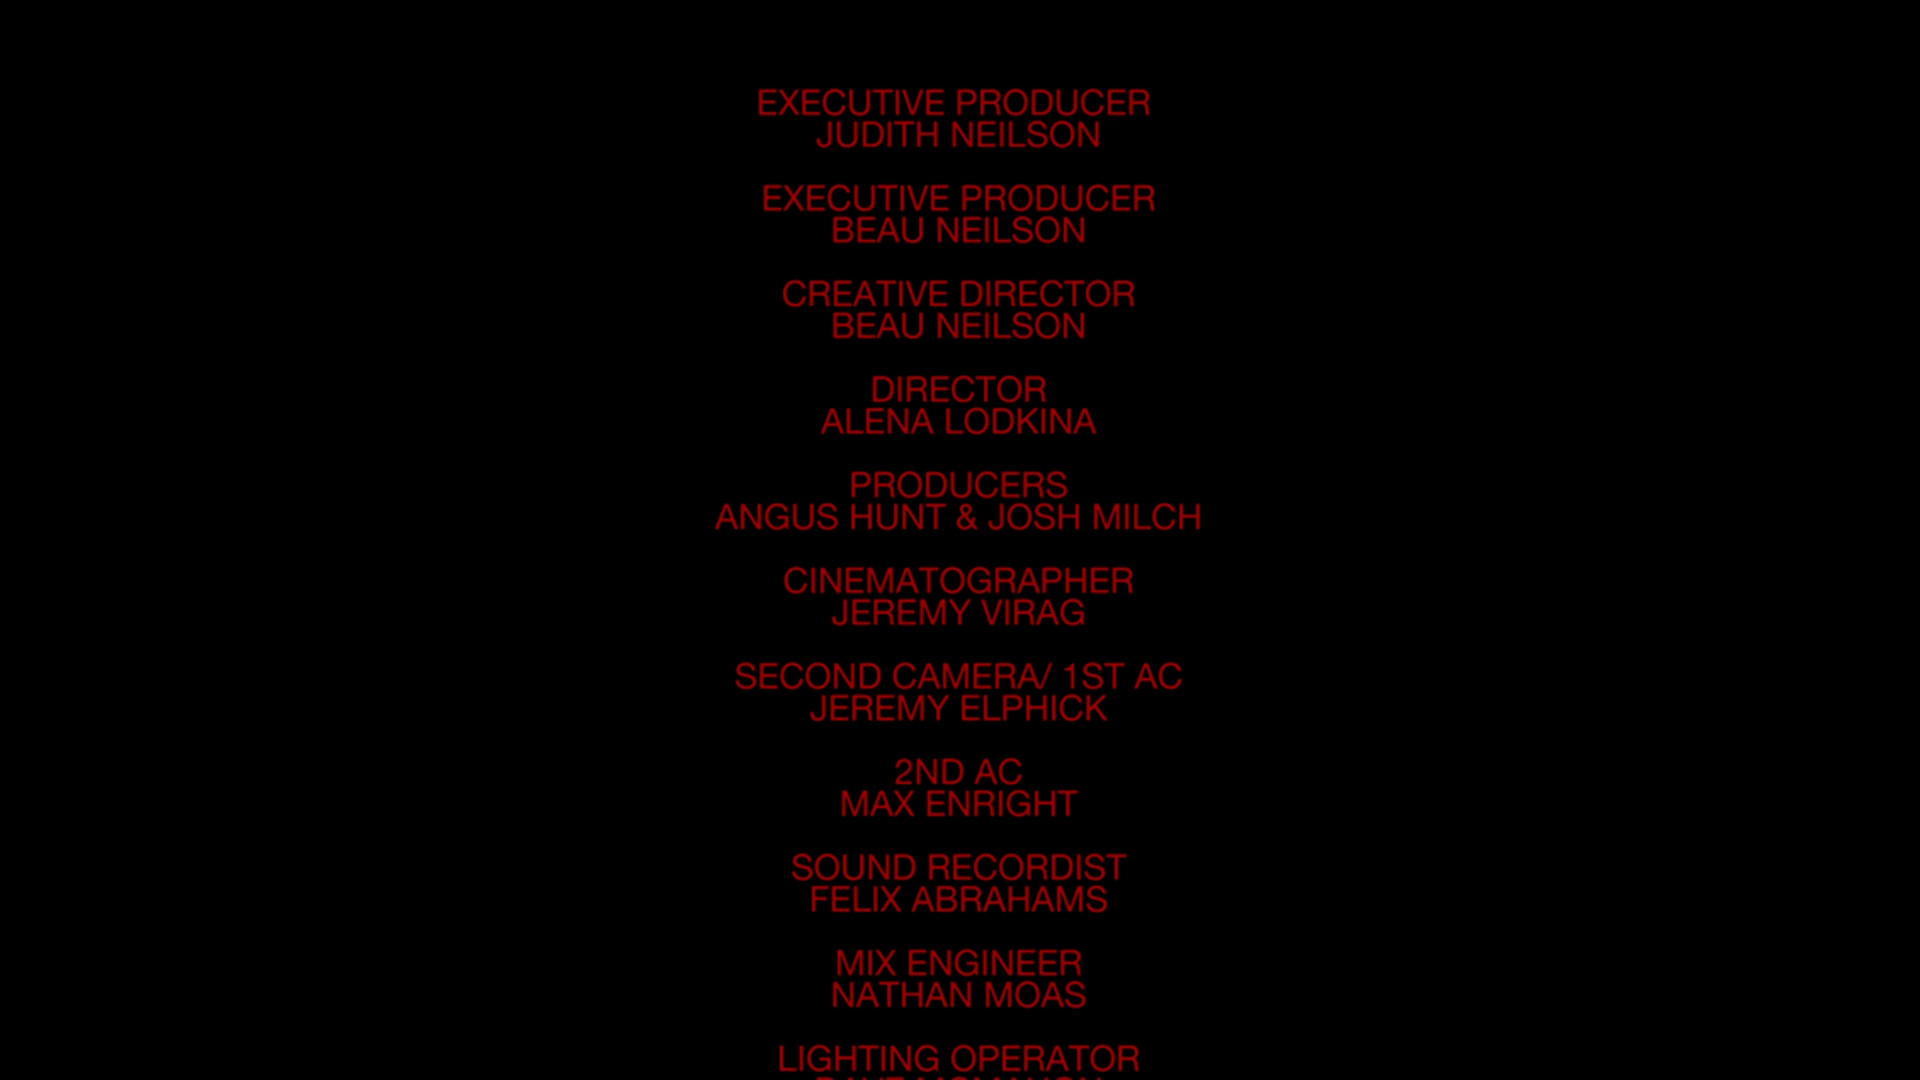 EXECUTIVE PRODUCER
JUDITH NEILSON
EXECUTIVE PRODUCER
BEAU NEILSON
CREATIVE DIRECTOR
BEAU NEILSON
DIRECTOR
ALENA LODKINA
PRODUCERS
ANGUS HUNT & JOSH MILCH
CINEMATOGRAPHER
JEREMY VIRAG
SECOND CAMERA/ 1ST AC
JEREMY ELPHICK
2ND AC
MAX ENRIGHT
SOUND RECORDIST
FELIX ABRAHAMS
MIX ENGINEER
NATHAN MOAS
LIGHTING OPERATOR